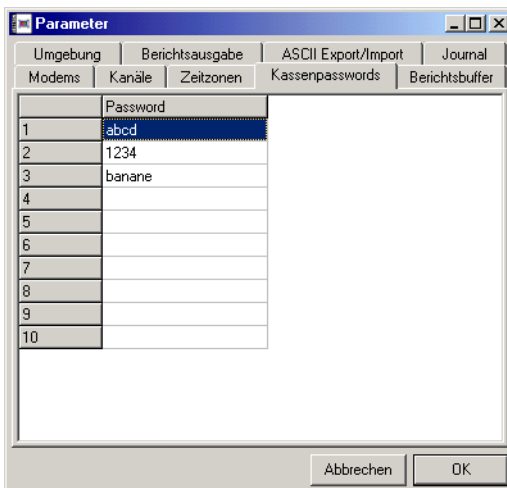 Parameter
Umgebung Berichtsausgabe ASCII Export/Import Journal
Modems Kanäle Zeitzonen Kassenpasswords Berichtsbuffer
Password
1 abcd
2 1234
3 banane
4
5
6
7
8
9
10
Abbrechen OK